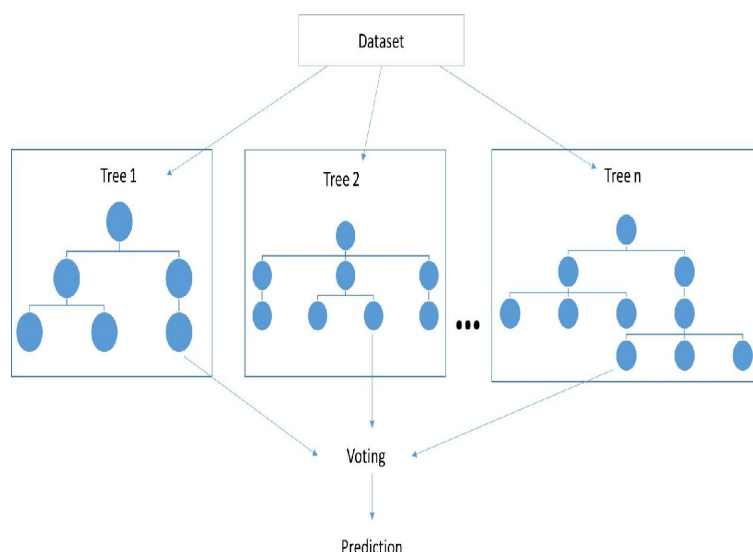 Dataset
Tree 1
Tree 2
Tree n
...
Voting
Prediction